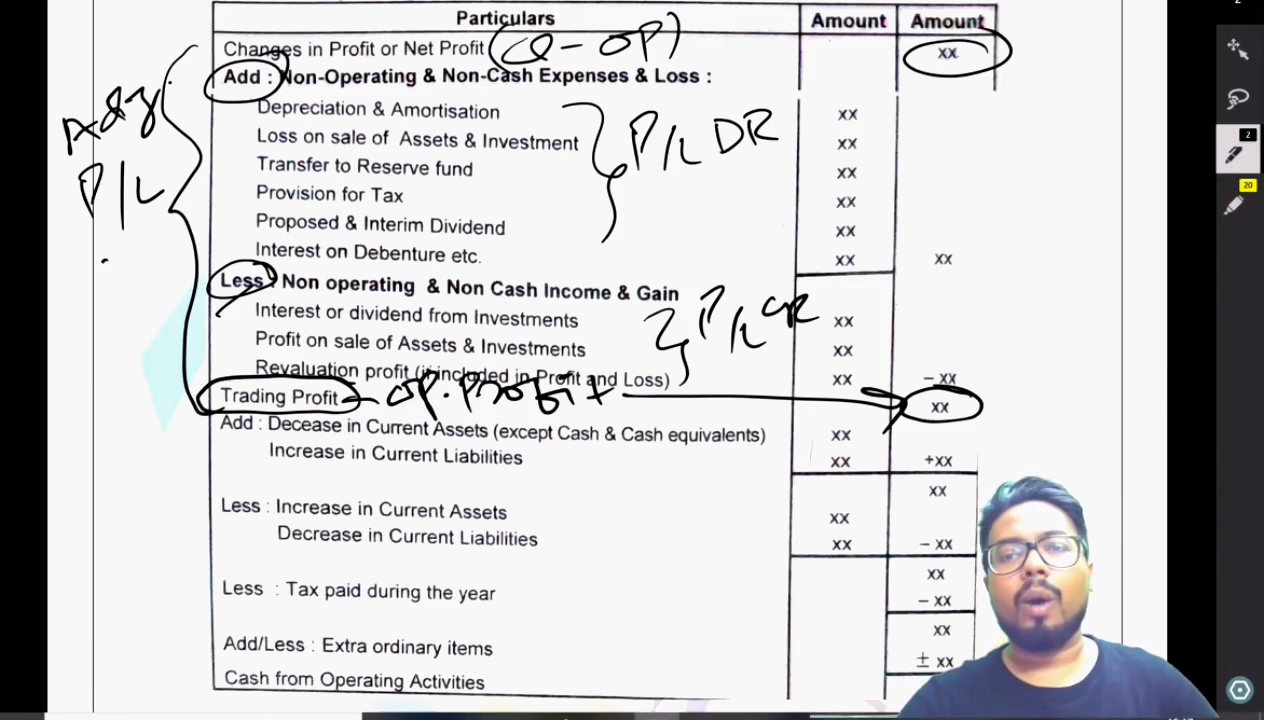 Particulars Amount Amount
Changes in Profit or Net Profit (CL - OP) xx
Add : Non-Operating & Non-Cash Expenses & Loss :
Depreciation & Amortisation xx
Loss on sale of Assets & Investment xx
Transfer to Reserve fund xx
Provision for Tax xx
Proposed & Interim Dividend xx
Interest on Debenture etc. xx xx
P/L DR
Adj
P/L
Less : Non operating & Non Cash Income & Gain
Interest or dividend from Investments xx
Profit on sale of Assets & Investments xx
Revaluation profit (if included in Profit and Loss) xx – xx
P/L CR
Trading Profit - OP. Profit xx
Add : Decease in Current Assets (except Cash & Cash equivalents) xx
Increase in Current Liabilities xx +xx
xx
Less : Increase in Current Assets xx
Decrease in Current Liabilities xx – xx
xx
Less : Tax paid during the year – xx
xx
Add/Less : Extra ordinary items ± xx
Cash from Operating Activities
2
20